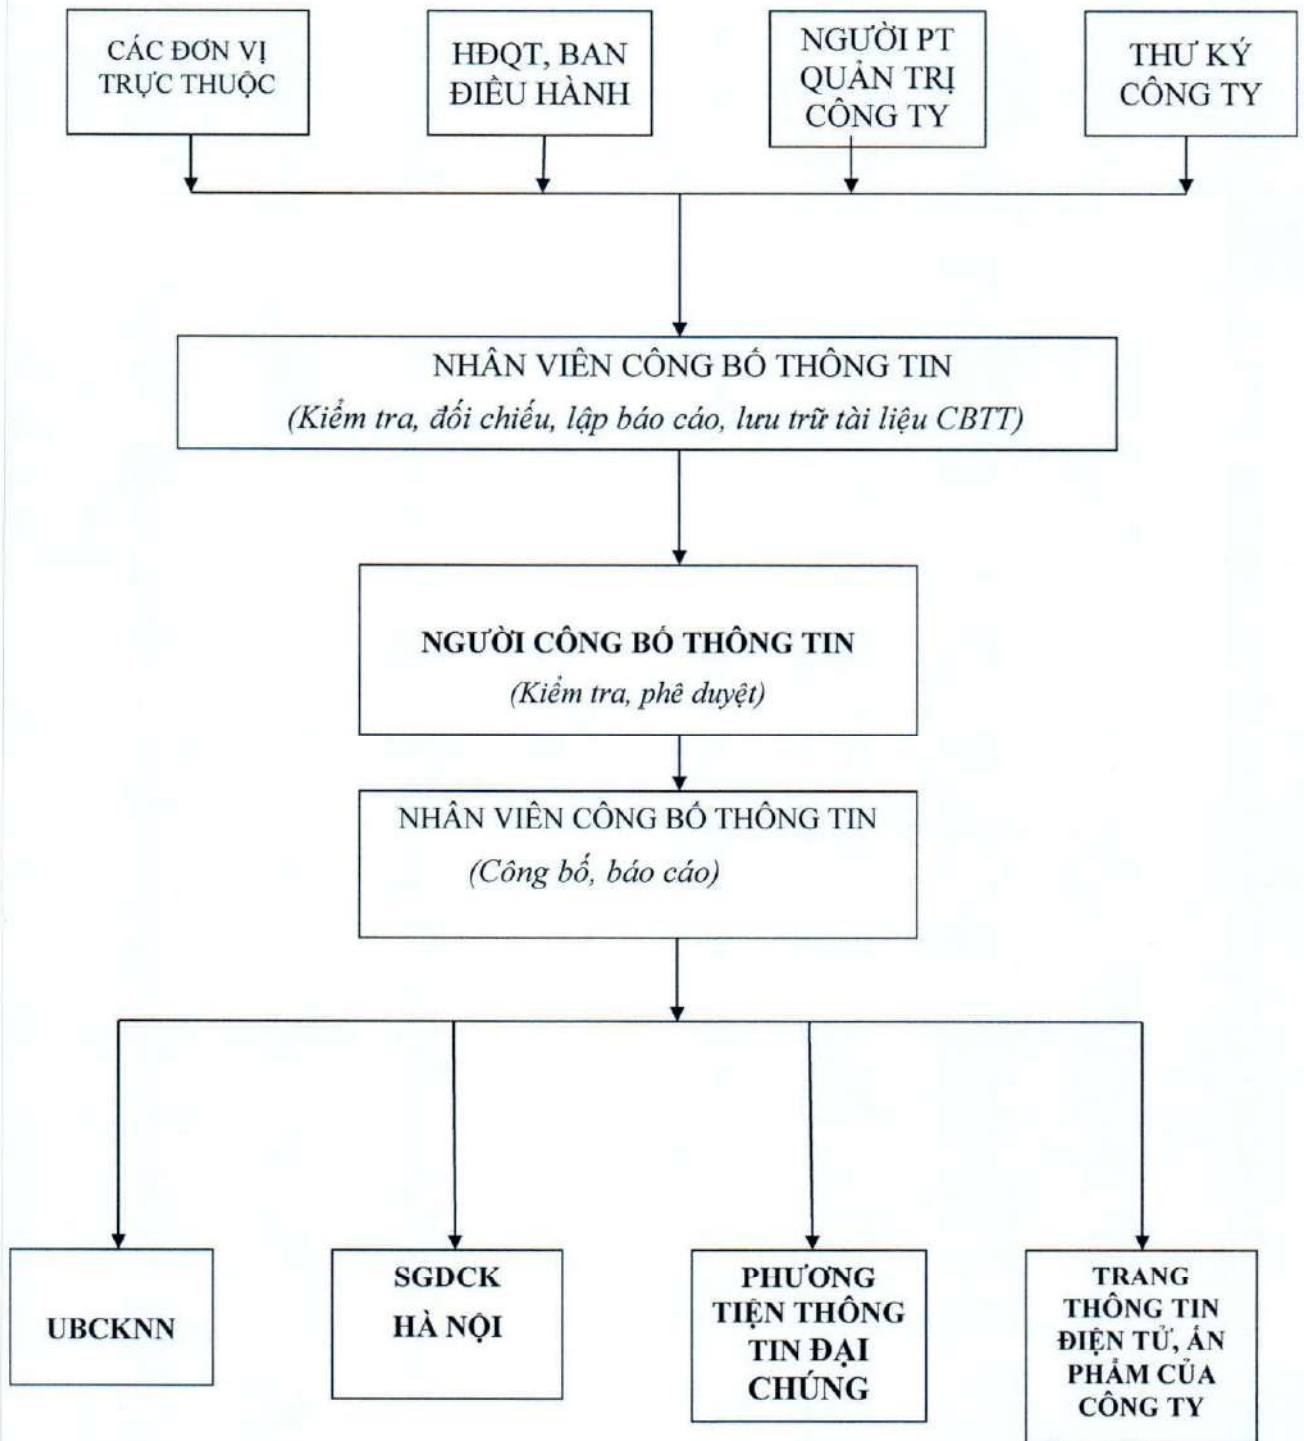 CÁC ĐƠN VỊ
TRỰC THUỘC
HĐQT, BAN
ĐIỀU HÀNH
NGƯỜI PT
QUẢN TRỊ
CÔNG TY
THƯ KÝ
CÔNG TY
NHÂN VIÊN CÔNG BỐ THÔNG TIN
(Kiểm tra, đối chiếu, lập báo cáo, lưu trữ tài liệu CBTT)
NGƯỜI CÔNG BỐ THÔNG TIN
(Kiểm tra, phê duyệt)
NHÂN VIÊN CÔNG BỐ THÔNG TIN
(Công bố, báo cáo)
UBCKNN
SGDCK
HÀ NỘI
PHƯƠNG
TIỆN THÔNG
TIN ĐẠI
CHÚNG
TRANG
THÔNG TIN
ĐIỆN TỬ, ẤN
PHẨM CỦA
CÔNG TY